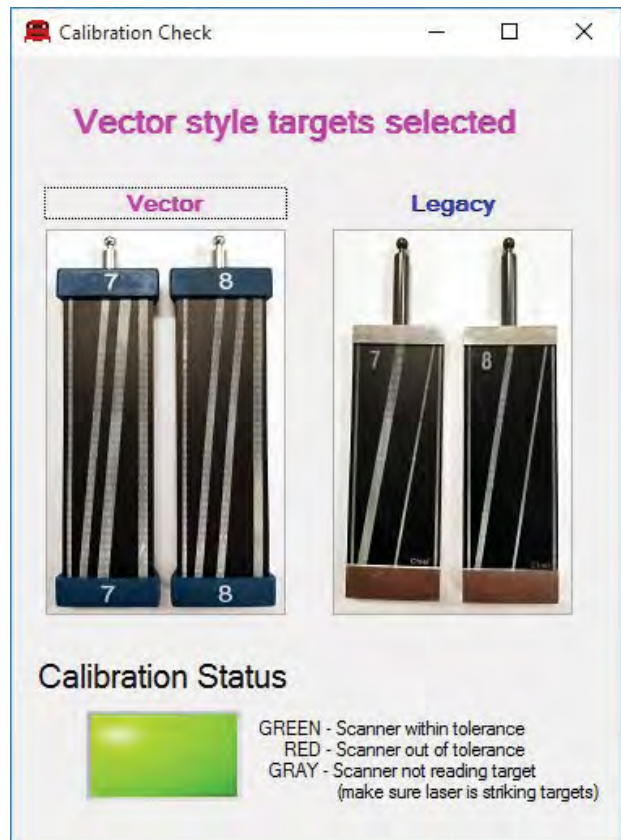 Calibration Check
Vector style targets selected
Vector
Legacy
7
8
7
8
7
8
Calibration Status
GREEN - Scanner within tolerance
RED - Scanner out of tolerance
GRAY - Scanner not reading target
(make sure laser is striking targets)